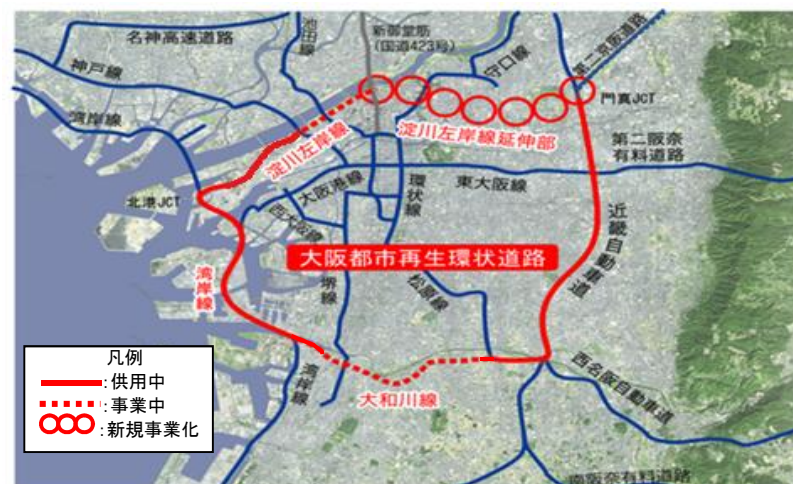 名神高速道路
池田線
新御堂筋
(国道423号)
守口線
第二京阪道路
神戸線
湾岸線
門真JCT
淀川左岸線
淀川左岸線延伸部
第二阪奈
有料道路
大阪港線
環状線
東大阪線
北港JCT
西大阪線
近畿自動車道
大阪都市再生環状道路
湾岸線
堺線
松原線
凡例
:供用中
:事業中
:新規事業化
湾岸線
大和川線
西名阪自動車道
南阪奈有料道路